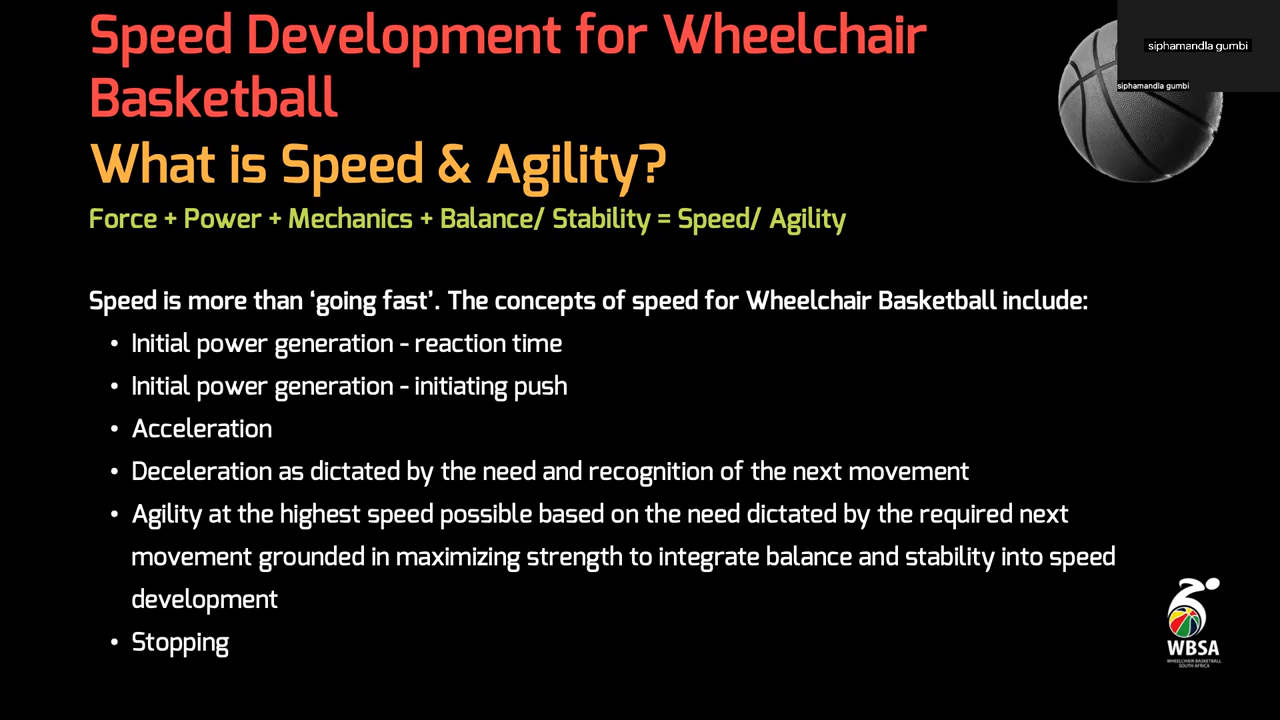 Speed Development for Wheelchair
Basketball
What is Speed & Agility?
Force + Power + Mechanics + Balance/ Stability = Speed/ Agility
Speed is more than ‘going fast’. The concepts of speed for Wheelchair Basketball include:
• Initial power generation - reaction time
• Initial power generation - initiating push
• Acceleration
• Deceleration as dictated by the need and recognition of the next movement
• Agility at the highest speed possible based on the need dictated by the required next
movement grounded in maximizing strength to integrate balance and stability into speed
development
• Stopping
siphamandla gumbi
siphamandla gumbi
WBSA
WHEELCHAIR BASKETBALL
SOUTH AFRICA